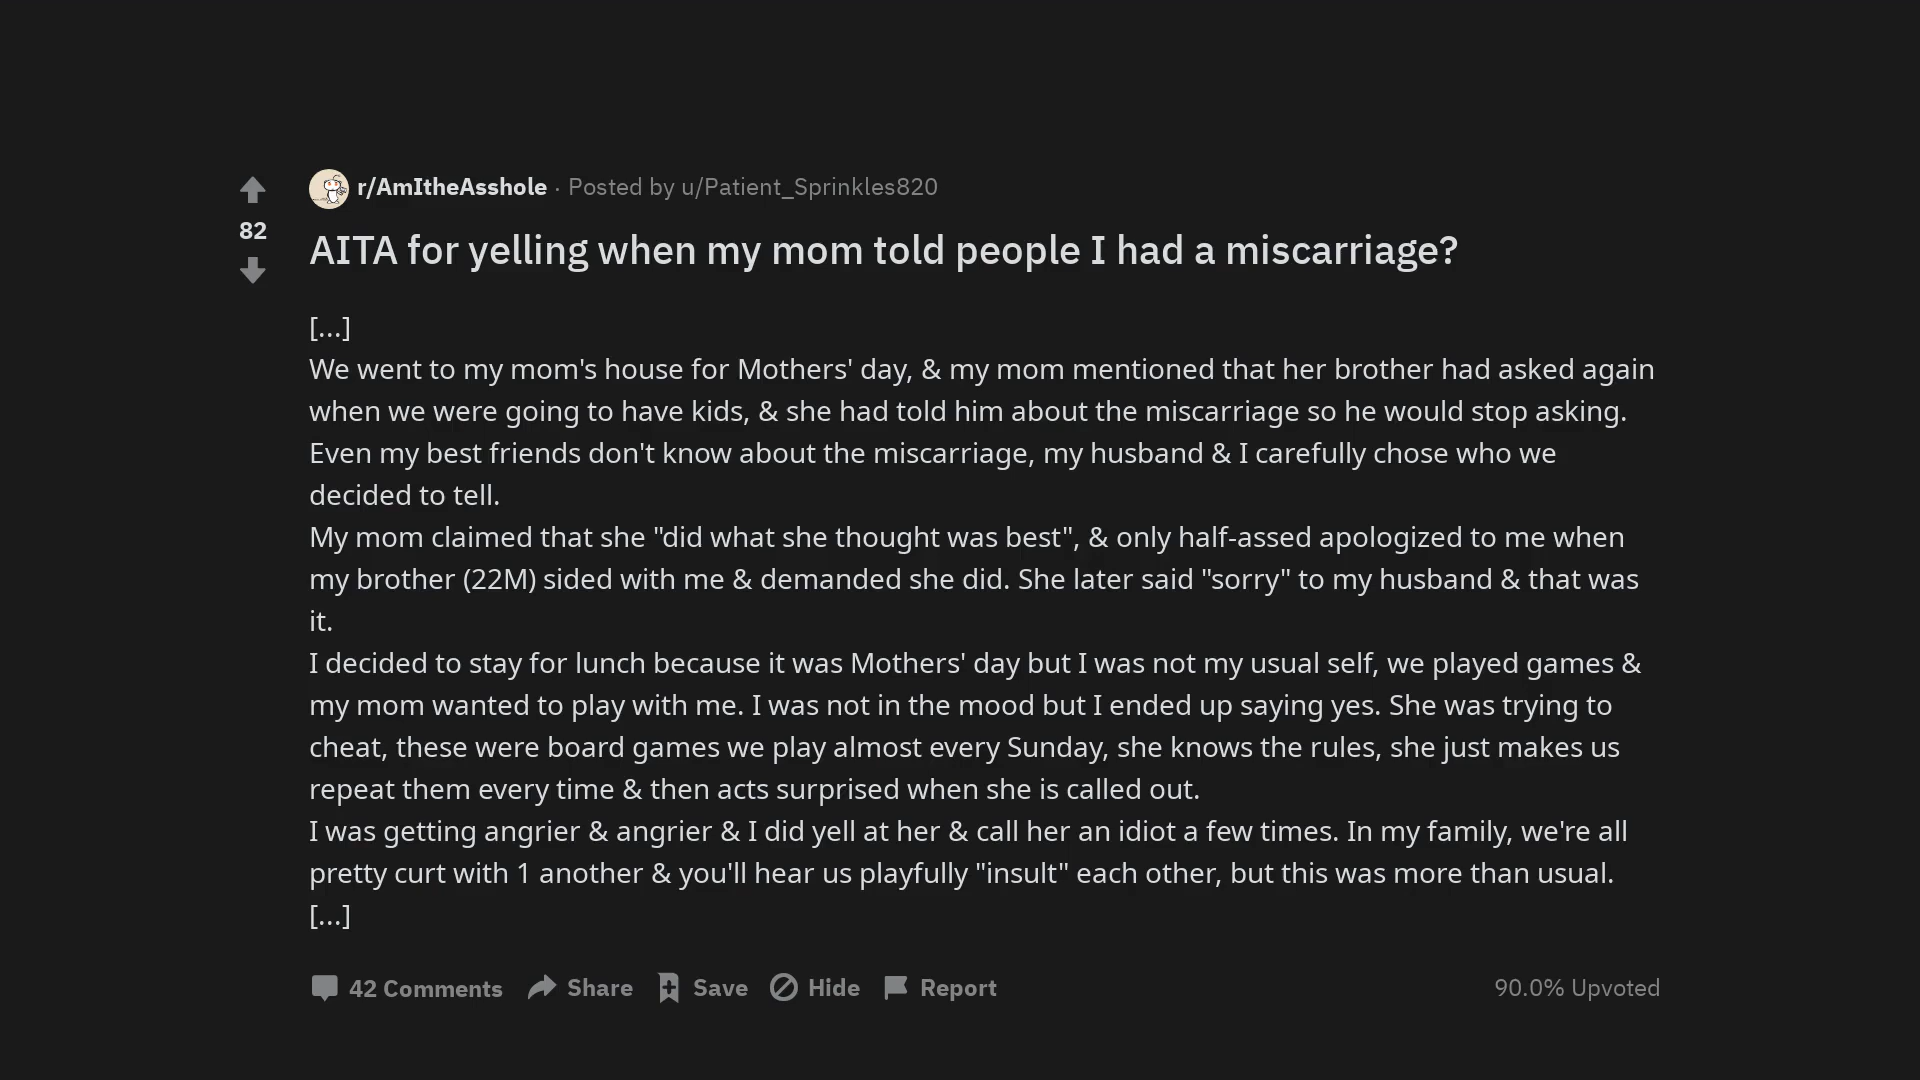 r/AmItheAsshole · Posted by u/Patient_Sprinkles820
82
AITA for yelling when my mom told people I had a miscarriage?
[...]
We went to my mom's house for Mothers' day, & my mom mentioned that her brother had asked again
when we were going to have kids, & she had told him about the miscarriage so he would stop asking.
Even my best friends don't know about the miscarriage, my husband & I carefully chose who we
decided to tell.
My mom claimed that she "did what she thought was best", & only half-assed apologized to me when
my brother (22M) sided with me & demanded she did. She later said "sorry" to my husband & that was
it.
I decided to stay for lunch because it was Mothers' day but I was not my usual self, we played games &
my mom wanted to play with me. I was not in the mood but I ended up saying yes. She was trying to
cheat, these were board games we play almost every Sunday, she knows the rules, she just makes us
repeat them every time & then acts surprised when she is called out.
I was getting angrier & angrier & I did yell at her & call her an idiot a few times. In my family, we're all
pretty curt with 1 another & you'll hear us playfully "insult" each other, but this was more than usual.
[...]
42 Comments Share Save Hide Report 90.0% Upvoted